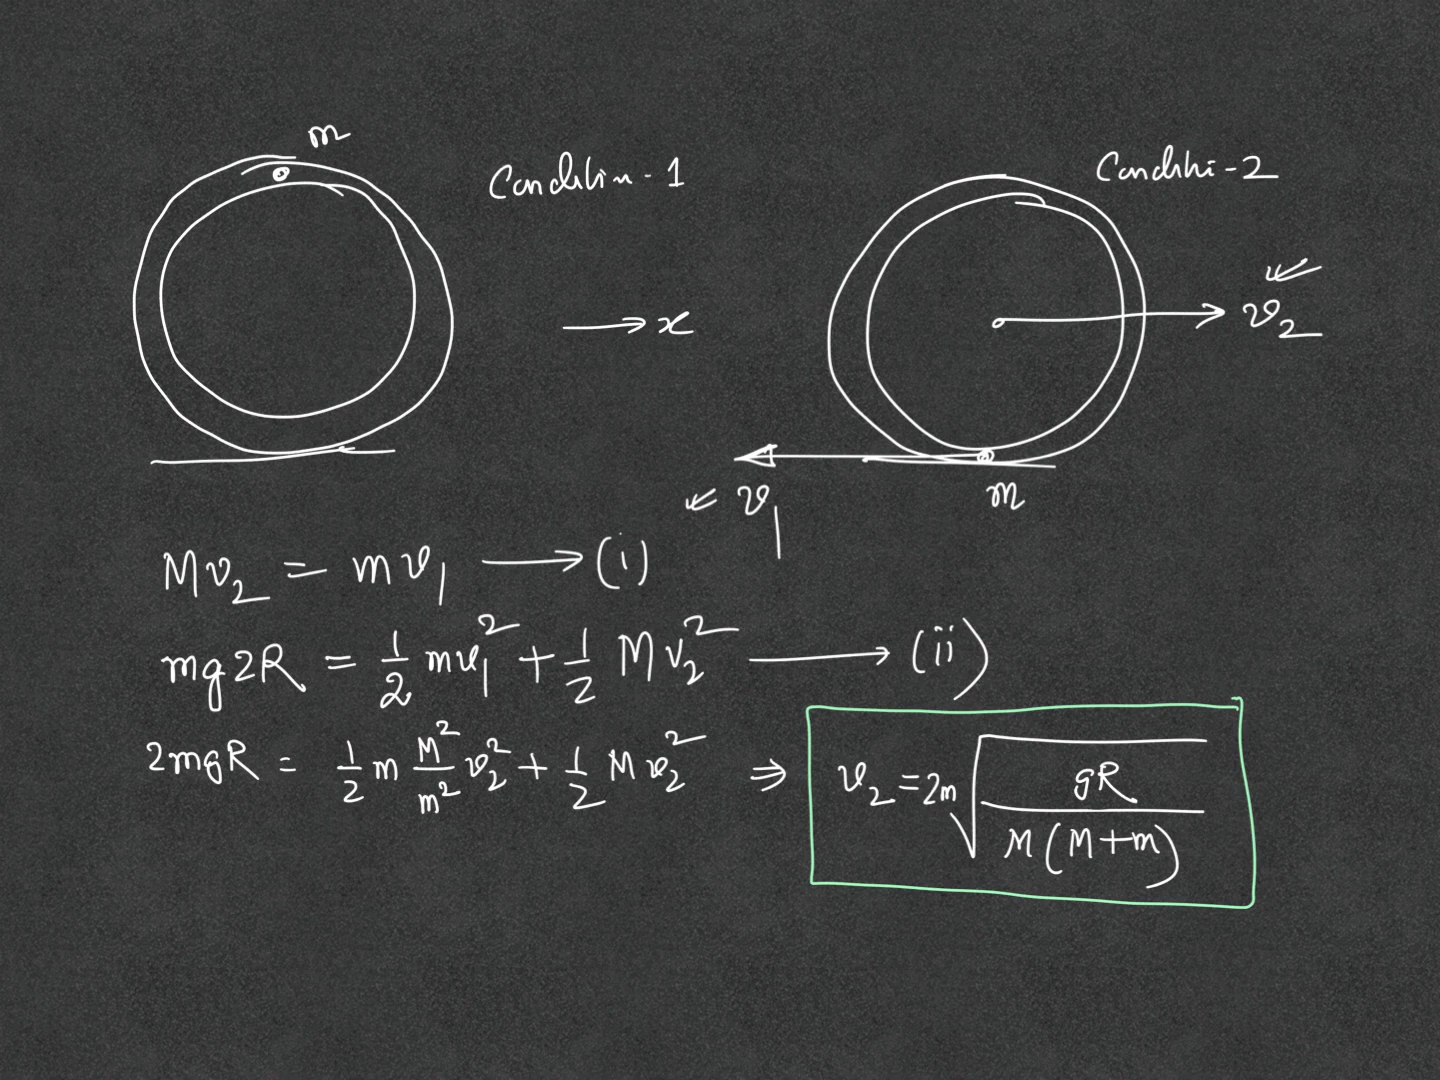 m
Condition - 1
Conditi - 2
→ x
v₂
v₁
m
Mv₂ = mv₁ → (i)
mg2R = 1/2 mv₁² + 1/2 Mv₂² → (ii)
2mgR = 1/2 m M²/m² v₂² + 1/2 Mv₂² ⇒ v₂ = 2m √(gR / M(M+m))